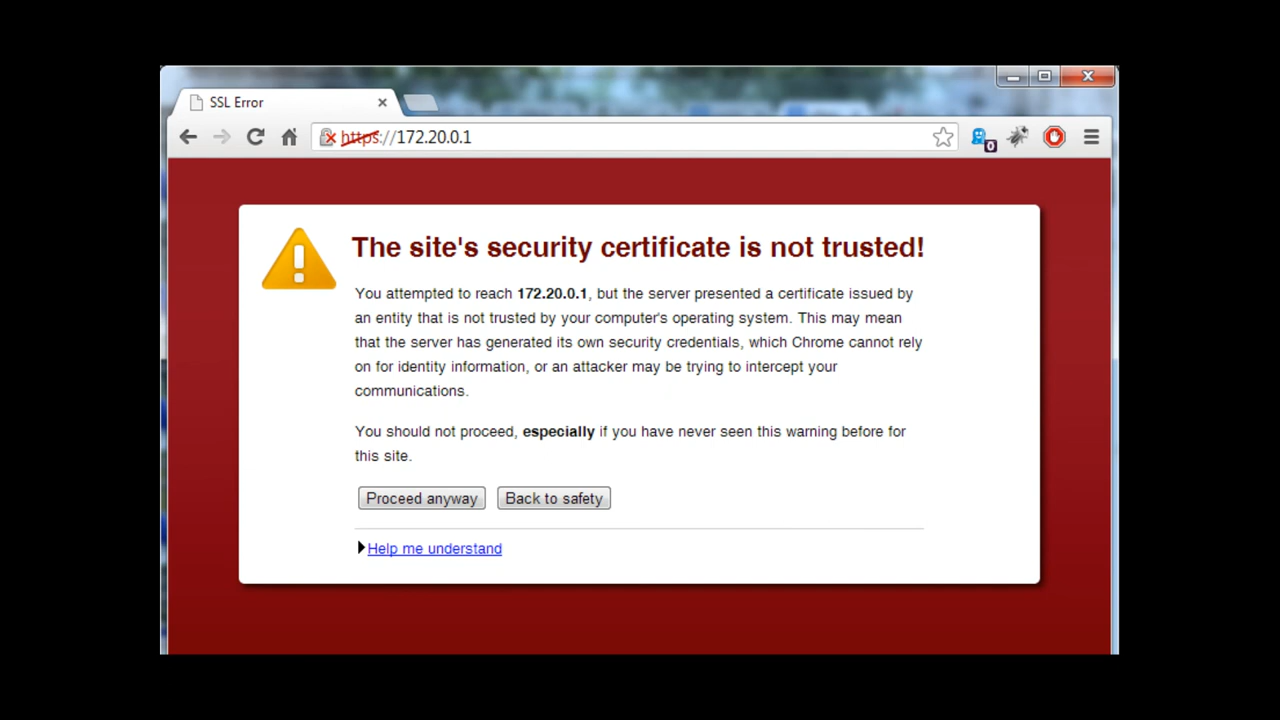 SSL Error
https://172.20.0.1
0
The site's security certificate is not trusted!
You attempted to reach 172.20.0.1, but the server presented a certificate issued by
an entity that is not trusted by your computer's operating system. This may mean
that the server has generated its own security credentials, which Chrome cannot rely
on for identity information, or an attacker may be trying to intercept your
communications.
You should not proceed, especially if you have never seen this warning before for
this site.
Proceed anyway Back to safety
Help me understand